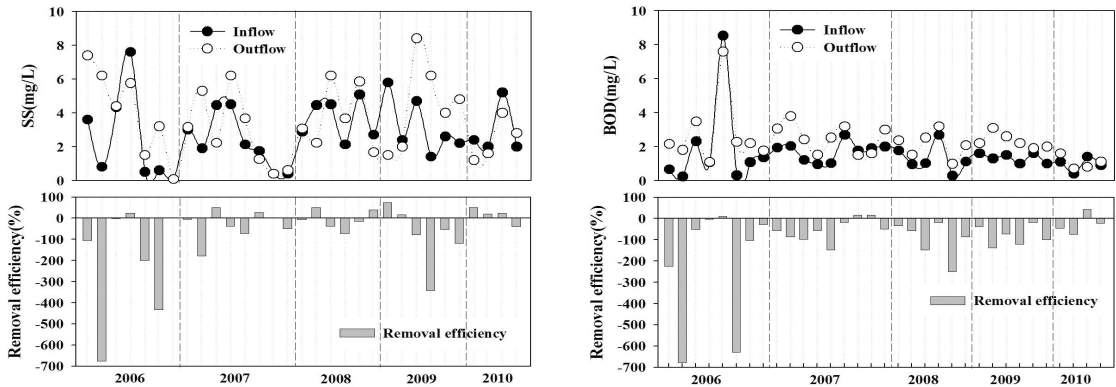 SS(mg/L)
10
8
6
4
2
0
Inflow
Outflow
Removal efficiency(%)
100
0
-100
-200
-300
-400
-500
-600
-700
Removal efficiency
2006 2007 2008 2009 2010
BOD(mg/L)
10
8
6
4
2
0
Inflow
Outflow
Removal efficiency(%)
100
0
-100
-200
-300
-400
-500
-600
-700
Removal efficiency
2006 2007 2008 2009 2010